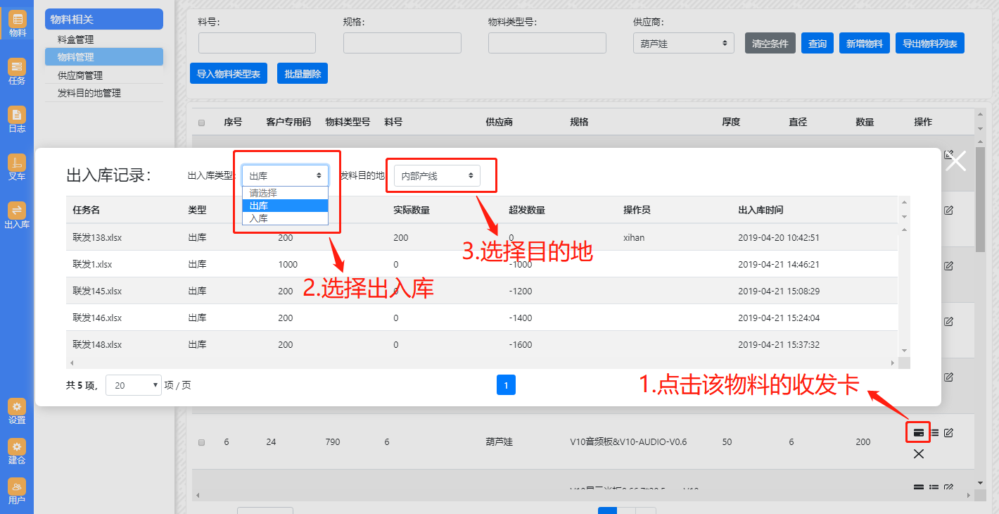 物料
任务
日志
叉车
出入库
设置
建仓
用户
物料相关
料盒管理
物料管理
供应商管理
发料目的地管理
料号： 规格： 物料类型号： 供应商：
葫芦娃 清空条件 查询 新增物料 导出物料列表
导入物料类型表 批量删除
序号 客户专用码 物料类型号 料号 供应商 规格 厚度 直径 数量 操作
出入库记录： 出入库类型： 出库 发料目的地 内部产线
请选择
出库
入库
任务名 类型 实际数量 超发数量 操作员 出入库时间
联发138.xlsx 出库 200 200 0 xihan 2019-04-20 10:42:51
联发1.xlsx 出库 1000 0 -1000 2019-04-21 14:46:21
联发145.xlsx 出库 200 0 -1200 2019-04-21 15:08:29
联发146.xlsx 出库 200 0 -1400 2019-04-21 15:24:04
联发148.xlsx 出库 200 0 -1600 2019-04-21 15:37:32
3.选择目的地
2.选择出入库
共 5 项， 20 项 / 页 1
1.点击该物料的收发卡
6 24 790 6 葫芦娃 V10音频板&V10-AUDIO-V0.6 50 6 200